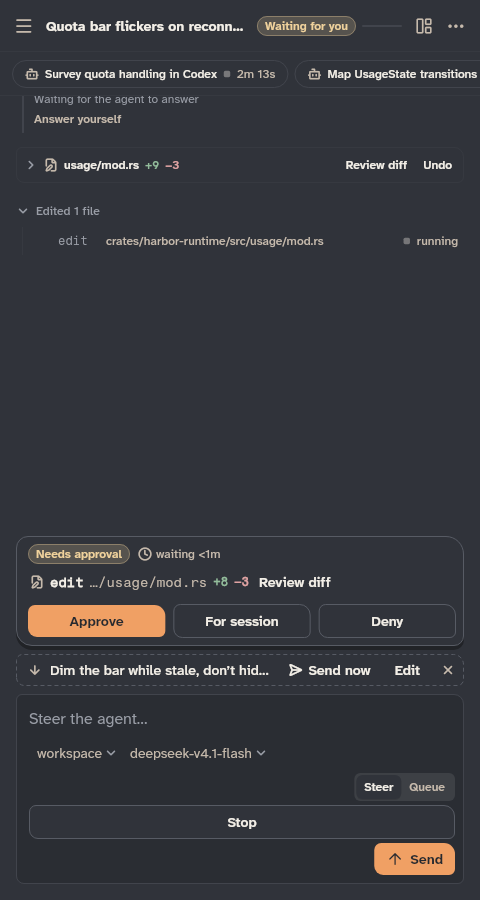 Quota bar flickers on reconn... Waiting for you
Survey quota handling in Codex 2m 13s Map UsageState transitions
Waiting for the agent to answer
Answer yourself
usage/mod.rs +9 −3 Review diff Undo
Edited 1 file
edit crates/harbor-runtime/src/usage/mod.rs running
Needs approval waiting <1m
edit …/usage/mod.rs +8 −3 Review diff
Approve For session Deny
Dim the bar while stale, don’t hid... Send now Edit
Steer the agent...
workspace deepseek-v4.1-flash
Steer Queue
Stop
Send